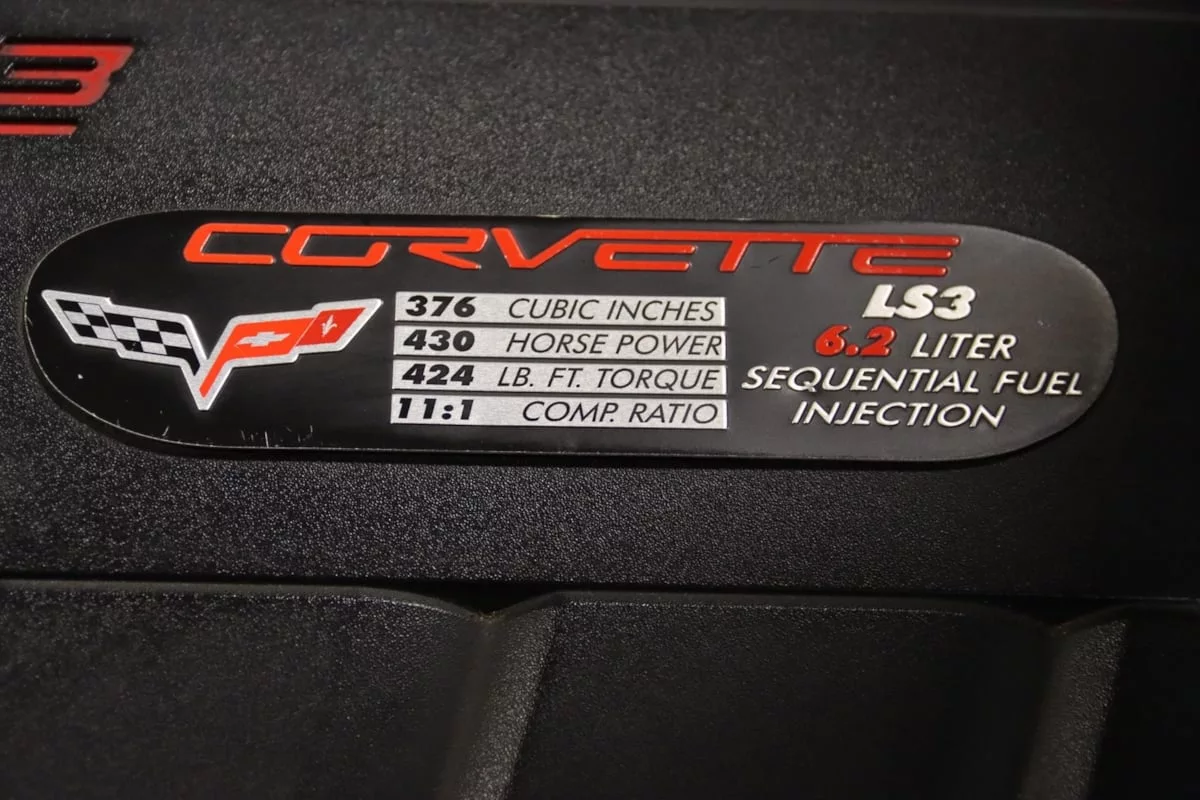 3
CORVETTE
376 CUBIC INCHES
430 HORSE POWER
424 LB. FT. TORQUE
11:1 COMP. RATIO
LS3
6.2 LITER
SEQUENTIAL FUEL
INJECTION